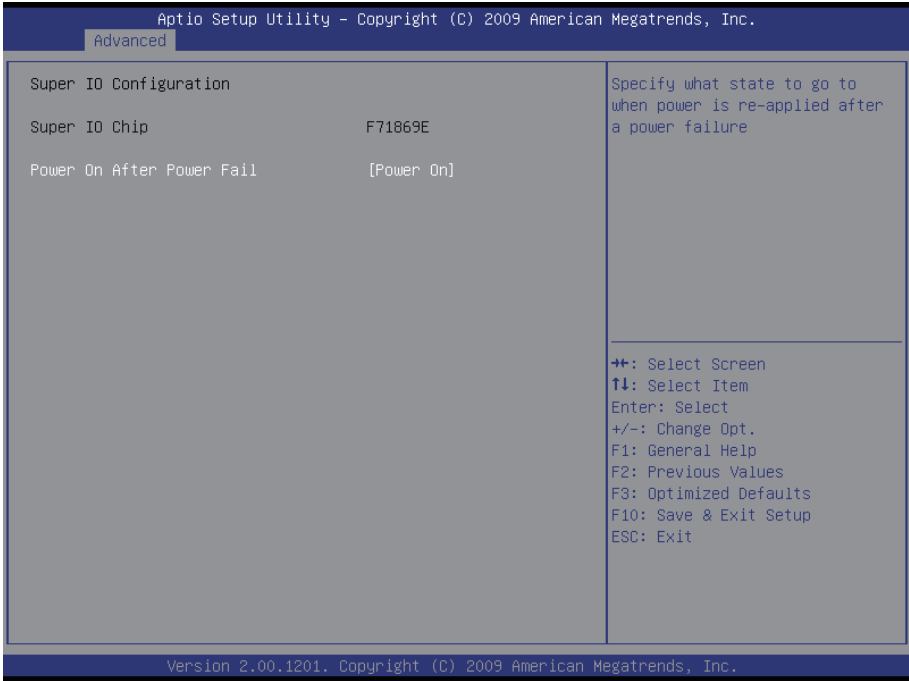 Aptio Setup Utility – Copyright (C) 2009 American Megatrends, Inc.
Advanced
Super IO Configuration
Super IO Chip F71869E
Power On After Power Fail [Power On]
Specify what state to go to
when power is re-applied after
a power failure
→←: Select Screen
↑↓: Select Item
Enter: Select
+/-: Change Opt.
F1: General Help
F2: Previous Values
F3: Optimized Defaults
F10: Save & Exit Setup
ESC: Exit
Version 2.00.1201. Copyright (C) 2009 American Megatrends, Inc.